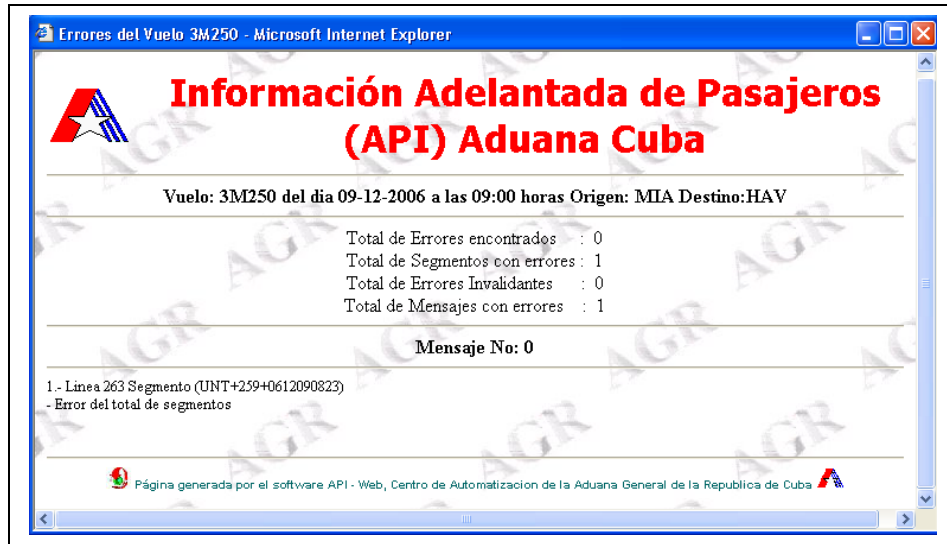 Errores del Vuelo 3M250 - Microsoft Internet Explorer
Información Adelantada de Pasajeros
(API) Aduana Cuba
Vuelo: 3M250 del dia 09-12-2006 a las 09:00 horas Origen: MIA Destino:HAV
Total de Errores encontrados : 0
Total de Segmentos con errores : 1
Total de Errores Invalidantes : 0
Total de Mensajes con errores : 1
Mensaje No: 0
1.- Linea 263 Segmento (UNT+259+0612090823)
- Error del total de segmentos
Página generada por el software API - Web, Centro de Automatizacion de la Aduana General de la Republica de Cuba
AGR